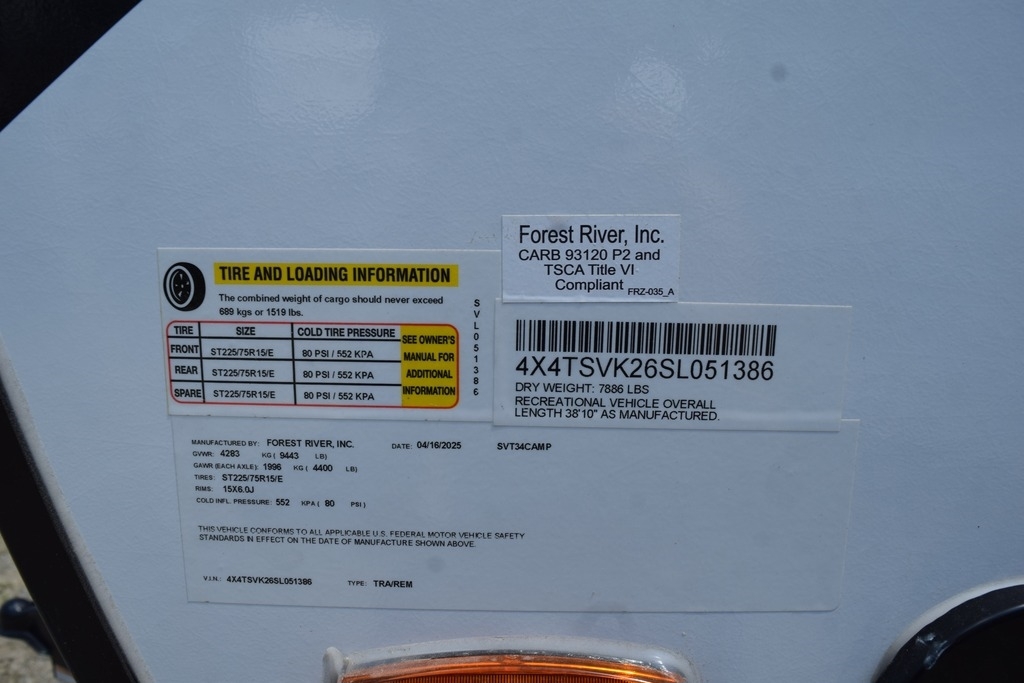 Forest River, Inc.
CARB 93120 P2 and
TSCA Title VI
Compliant FRZ-035_A
TIRE AND LOADING INFORMATION
The combined weight of cargo should never exceed
689 kgs or 1519 lbs.
TIRE SIZE COLD TIRE PRESSURE
FRONT ST225/75R15/E 80 PSI / 552 KPA
REAR ST225/75R15/E 80 PSI / 552 KPA
SPARE ST225/75R15/E 80 PSI / 552 KPA
SEE OWNER'S
MANUAL FOR
ADDITIONAL
INFORMATION
SVL051386
4X4TSVK26SL051386
DRY WEIGHT: 7886 LBS
RECREATIONAL VEHICLE OVERALL
LENGTH 38'10" AS MANUFACTURED.
MANUFACTURED BY: FOREST RIVER, INC. DATE: 04/16/2025 SVT34CAMP
GVWR: 4283 KG ( 9443 LB)
GAWR (EACH AXLE): 1996 KG ( 4400 LB)
TIRES: ST225/75R15/E
RIMS: 15X6.0J
COLD INFL. PRESSURE: 552 KPA ( 80 PSI )
THIS VEHICLE CONFORMS TO ALL APPLICABLE U.S. FEDERAL MOTOR VEHICLE SAFETY
STANDARDS IN EFFECT ON THE DATE OF MANUFACTURE SHOWN ABOVE.
V.I.N.: 4X4TSVK26SL051386 TYPE: TRA/REM